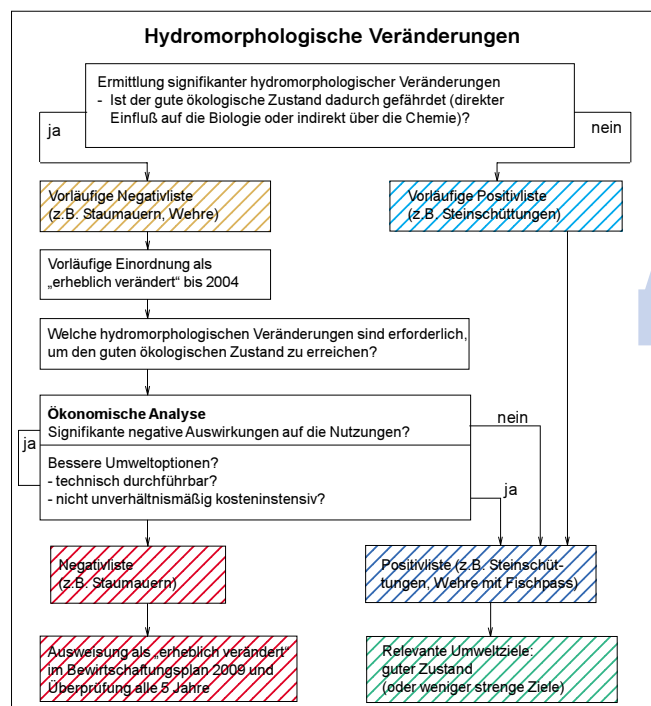 Hydromorphologische Veränderungen
Ermittlung signifikanter hydromorphologischer Veränderungen
- Ist der gute ökologische Zustand dadurch gefährdet (direkter
Einfluß auf die Biologie oder indirekt über die Chemie)?
ja
nein
Vorläufige Negativliste
(z.B. Staumauern, Wehre)
Vorläufige Positivliste
(z.B. Steinschüttungen)
Vorläufige Einordnung als
„erheblich verändert" bis 2004
Welche hydromorphologischen Veränderungen sind erforderlich,
um den guten ökologischen Zustand zu erreichen?
Ökonomische Analyse
Signifikante negative Auswirkungen auf die Nutzungen?
nein
ja
Bessere Umweltoptionen?
- technisch durchführbar?
- nicht unverhältnismäßig kosteninstensiv?
ja
Negativliste
(z.B. Staumauern)
Positivliste (z.B. Steinschüt-
tungen, Wehre mit Fischpass)
Ausweisung als „erheblich verändert"
im Bewirtschaftungsplan 2009 und
Überprüfung alle 5 Jahre
Relevante Umweltziele:
guter Zustand
(oder weniger strenge Ziele)